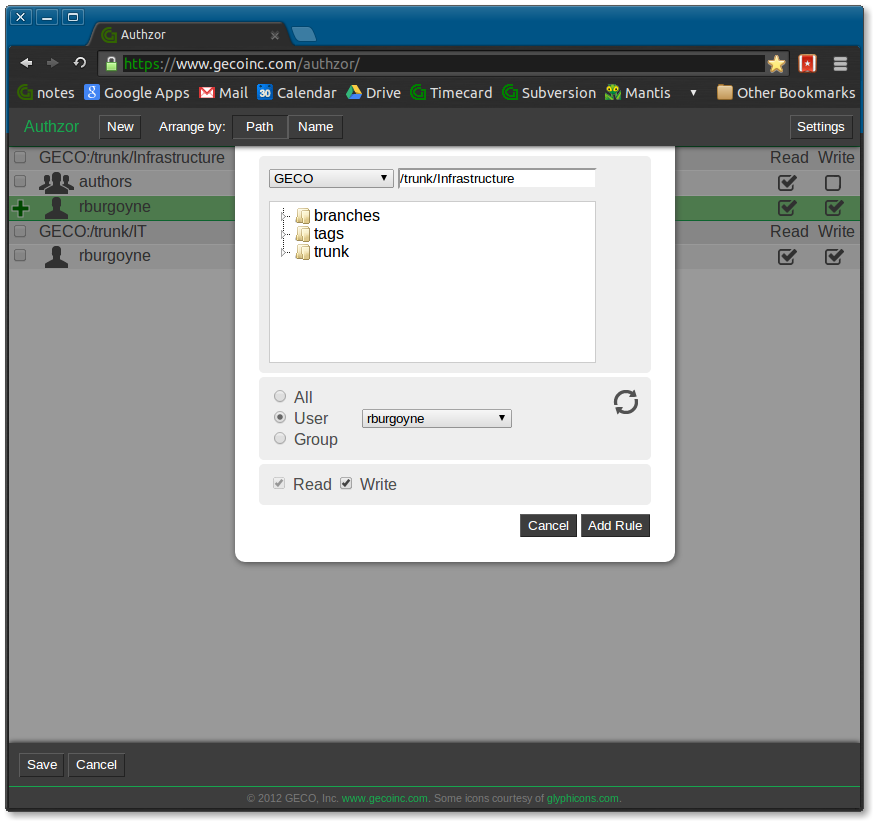 Authzor
https://www.gecoinc.com/authzor/
notes Google Apps Mail 30 Calendar Drive Timecard Subversion Mantis Other Bookmarks
Authzor New Arrange by: Path Name Settings
GECO:/trunk/Infrastructure Read Write
authors
rburgoyne
GECO:/trunk/IT Read Write
rburgoyne
GECO /trunk/Infrastructure
branches
tags
trunk
All
User rburgoyne
Group
Read Write
Cancel Add Rule
Save Cancel
© 2012 GECO, Inc. www.gecoinc.com. Some icons courtesy of glyphicons.com.